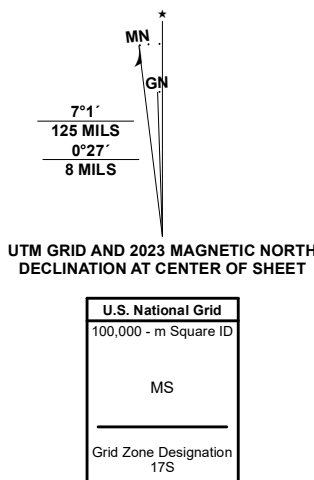 ★
MN
GN
7°1´
125 MILS
0°27´
8 MILS
UTM GRID AND 2023 MAGNETIC NORTH
DECLINATION AT CENTER OF SHEET
U.S. National Grid
100,000 - m Square ID
MS
Grid Zone Designation
17S